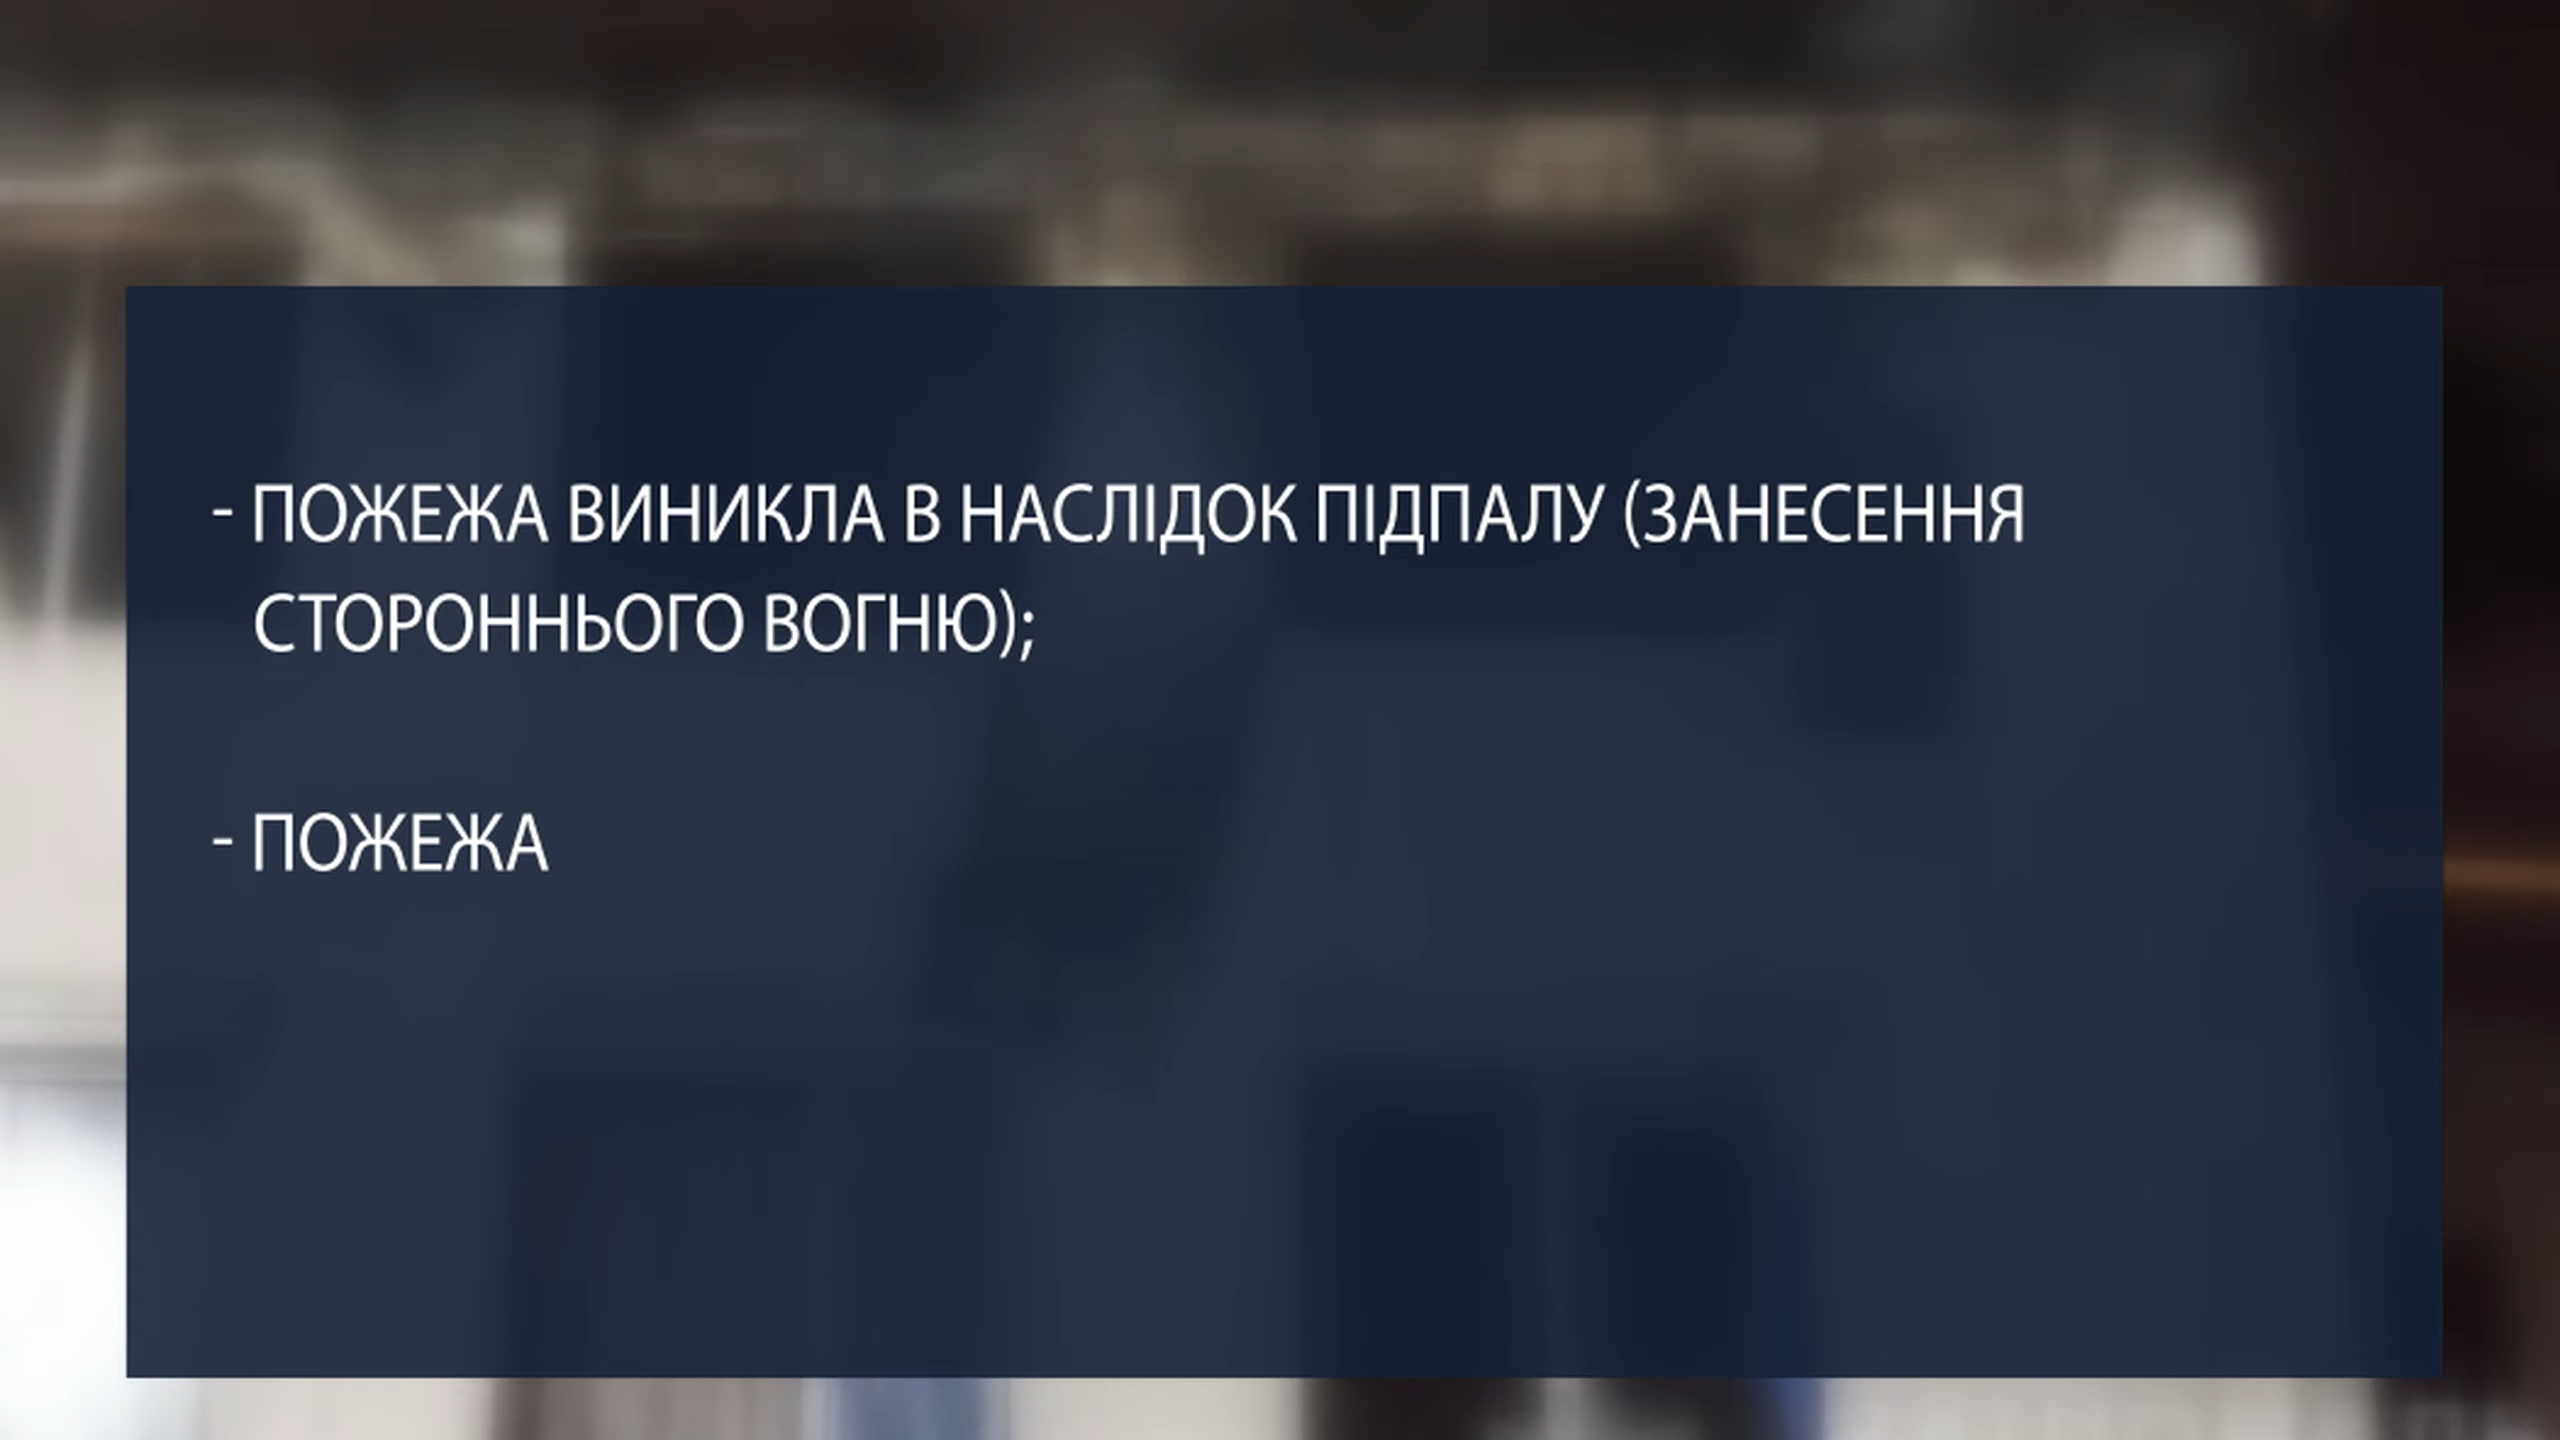 - ПОЖЕЖА ВИНИКЛА В НАСЛІДОК ПІДПАЛУ (ЗАНЕСЕННЯ
СТОРОННЬОГО ВОГНЮ);
- ПОЖЕЖА